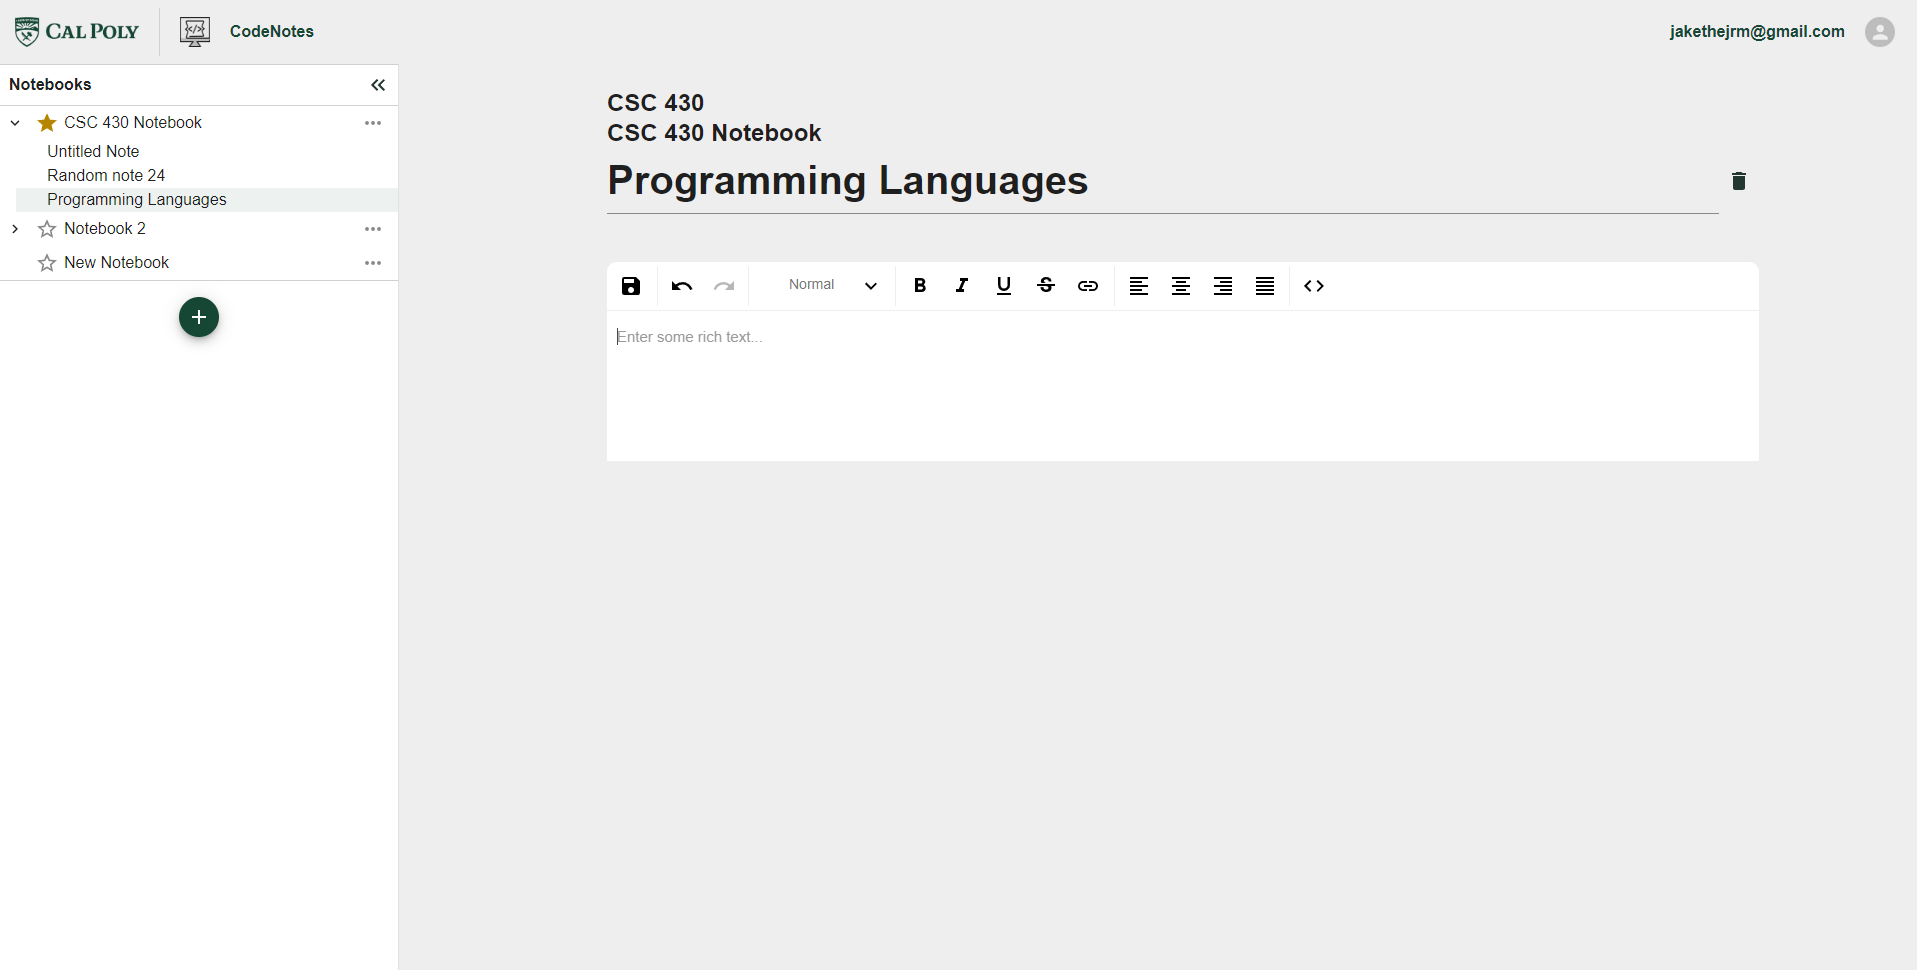 CAL POLY
CodeNotes
jakethejrm@gmail.com
Notebooks
CSC 430 Notebook
Untitled Note
Random note 24
Programming Languages
Notebook 2
New Notebook
CSC 430
CSC 430 Notebook
Programming Languages
Normal
B I U S
Enter some rich text...